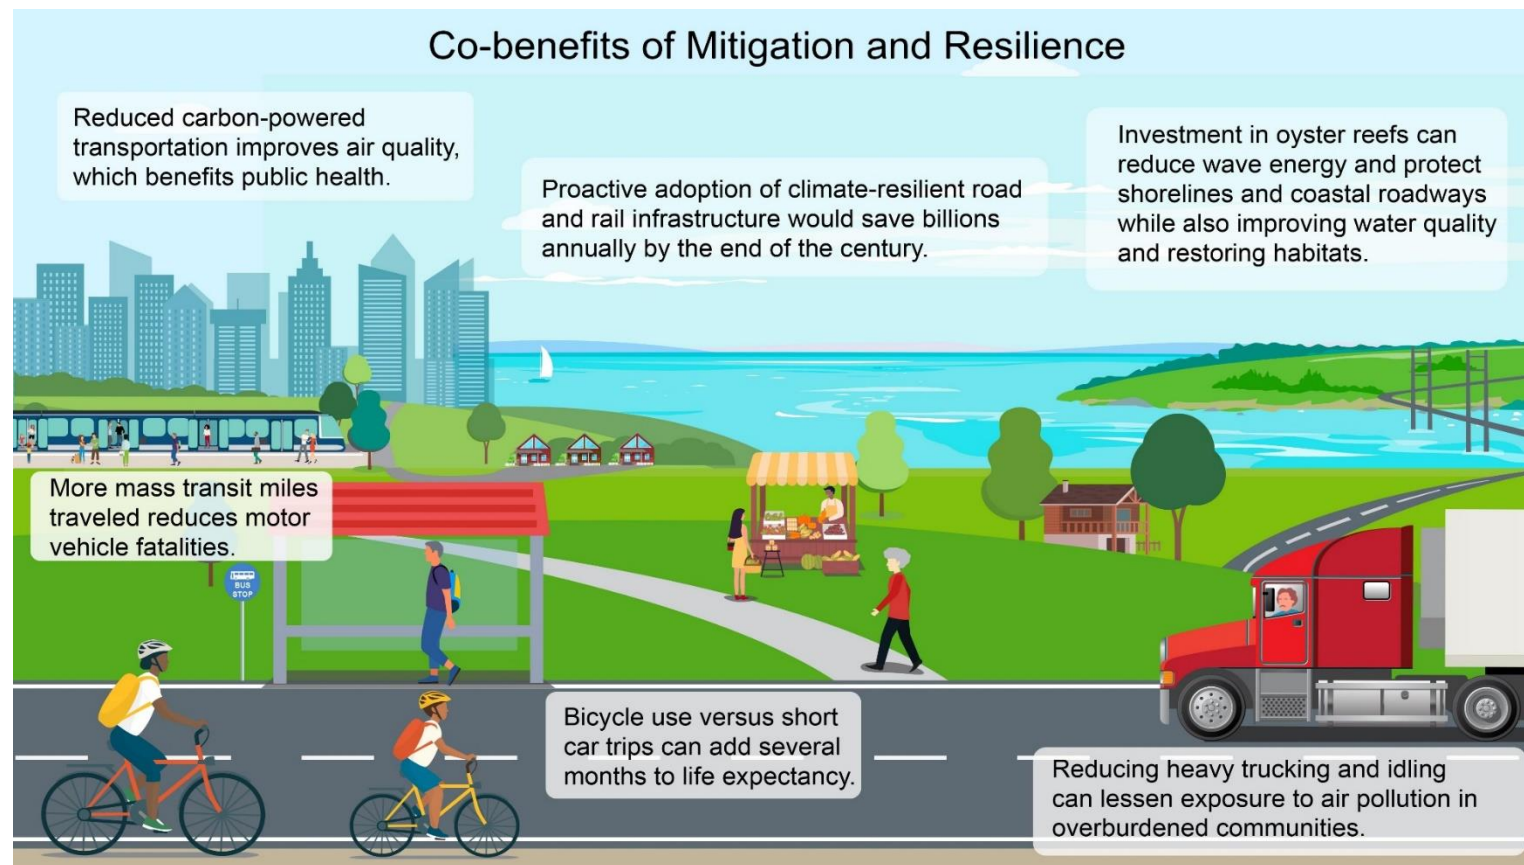 Co-benefits of Mitigation and Resilience
Reduced carbon-powered
transportation improves air quality,
which benefits public health.
Proactive adoption of climate-resilient road
and rail infrastructure would save billions
annually by the end of the century.
Investment in oyster reefs can
reduce wave energy and protect
shorelines and coastal roadways
while also improving water quality
and restoring habitats.
More mass transit miles
traveled reduces motor
vehicle fatalities.
BUS
STOP
Bicycle use versus short
car trips can add several
months to life expectancy.
Reducing heavy trucking and idling
can lessen exposure to air pollution in
overburdened communities.